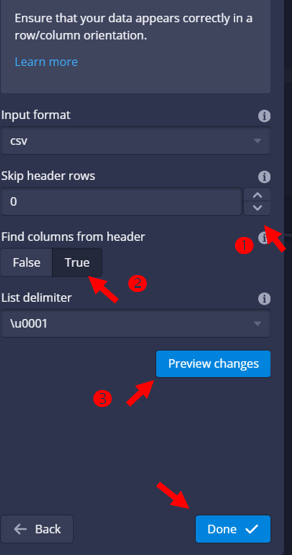 Ensure that your data appears correctly in a
row/column orientation.
Learn more
Input format
csv
Skip header rows
0
1
Find columns from header
False True
2
List delimiter
\u0001
Preview changes
3
Back Done